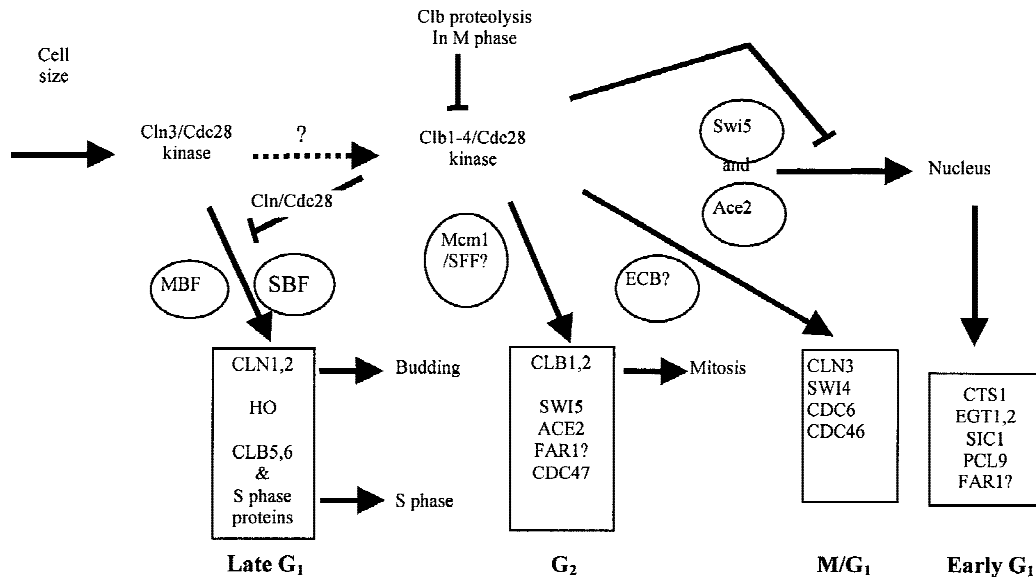 Cell
size
Clb proteolysis
In M phase
Cln3/Cdc28
kinase
?
Clb1-4/Cdc28
kinase
Cln/Cdc28
Swi5
and
Ace2
Nucleus
MBF
SBF
Mcm1
/SFF?
ECB?
CLN1,2
HO
CLB5,6
&
S phase
proteins
Budding
S phase
CLB1,2
SWI5
ACE2
FAR1?
CDC47
Mitosis
CLN3
SWI4
CDC6
CDC46
CTS1
EGT1,2
SIC1
PCL9
FAR1?
Late G₁
G₂
M/G₁
Early G₁